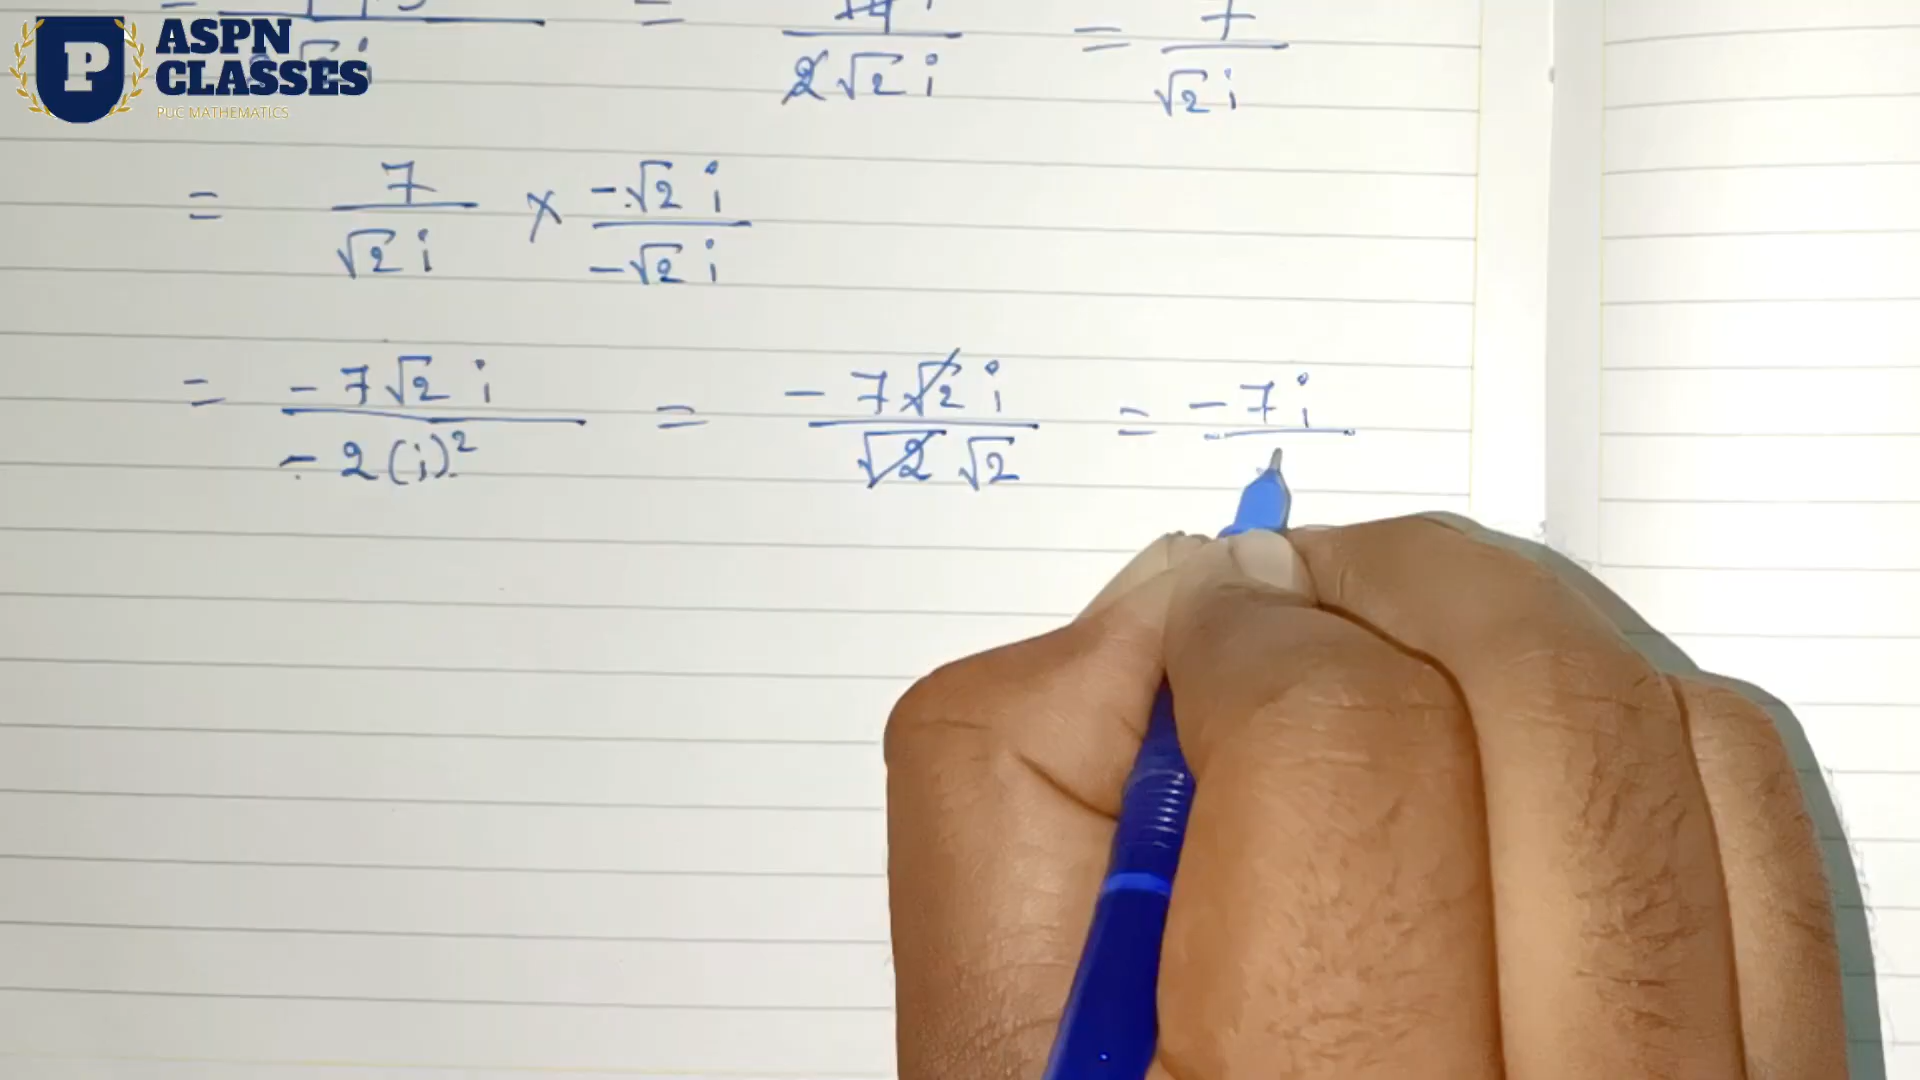 ASPN
CLASSES
PUC MATHEMATICS
= / 2√2 i = 7 / √2 i
= 7 / √2 i × -√2 i / -√2 i
= -7√2 i / -2(i)² = -7√2 i / √2 √2 = -7i /